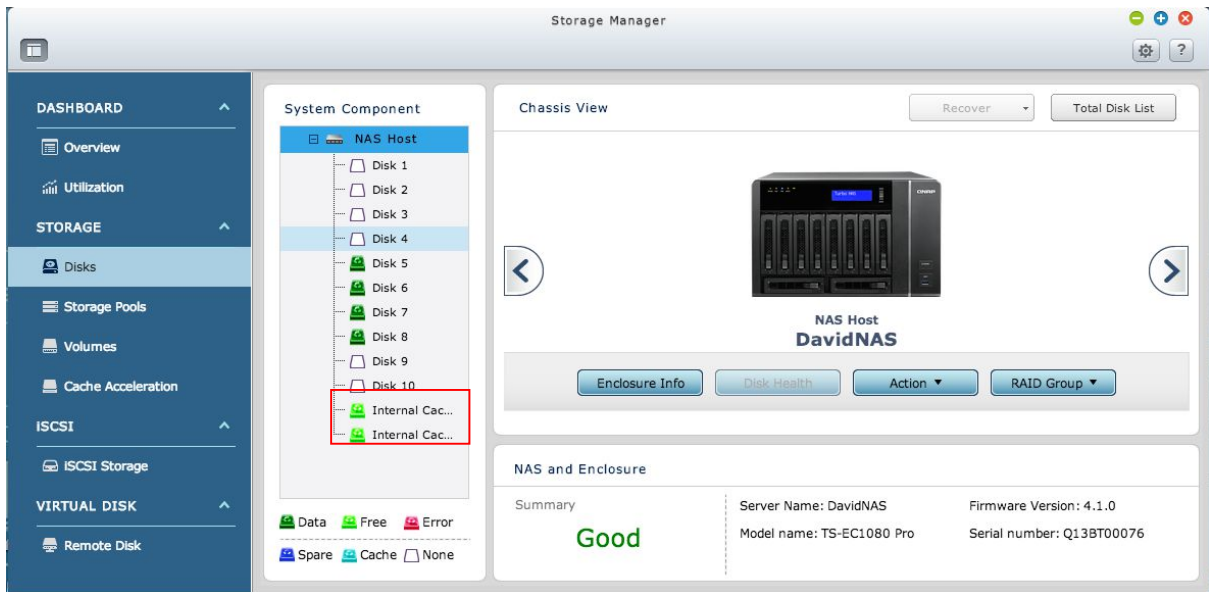 Storage Manager
?
DASHBOARD
Overview
Utilization
STORAGE
Disks
Storage Pools
Volumes
Cache Acceleration
ISCSI
ISCSI Storage
VIRTUAL DISK
Remote Disk
System Component
NAS Host
Disk 1
Disk 2
Disk 3
Disk 4
Disk 5
Disk 6
Disk 7
Disk 8
Disk 9
Disk 10
Internal Cac...
Internal Cac...
Data Free Error
Spare Cache None
Chassis View
Recover
Total Disk List
QNAP
NAS Host
DavidNAS
Enclosure Info
Disk Health
Action
RAID Group
NAS and Enclosure
Summary
Good
Server Name: DavidNAS
Model name: TS-EC1080 Pro
Firmware Version: 4.1.0
Serial number: Q13BT00076